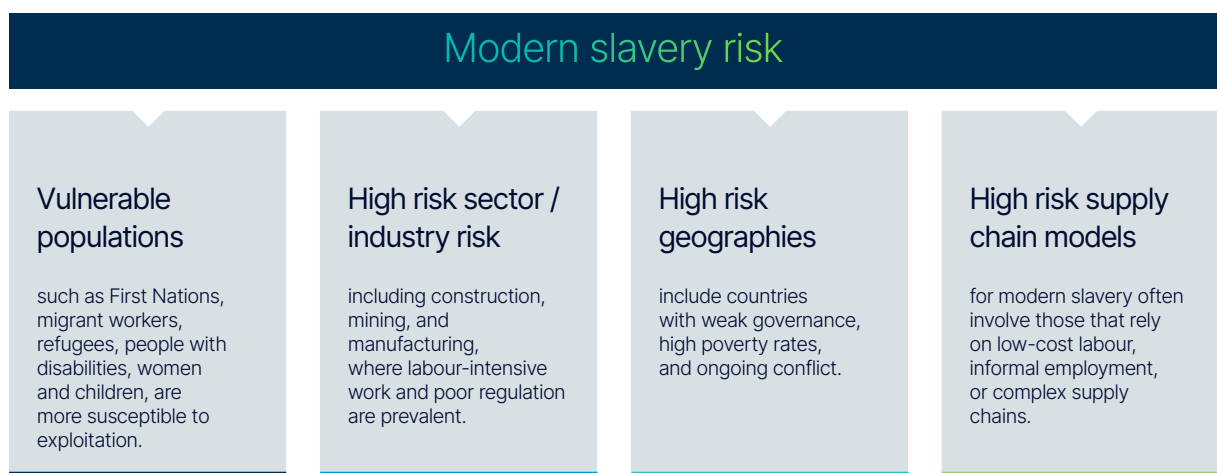 Modern slavery risk
Vulnerable
populations
such as First Nations,
migrant workers,
refugees, people with
disabilities, women
and children, are
more susceptible to
exploitation.
High risk sector /
industry risk
including construction,
mining, and
manufacturing,
where labour-intensive
work and poor regulation
are prevalent.
High risk
geographies
include countries
with weak governance,
high poverty rates,
and ongoing conflict.
High risk supply
chain models
for modern slavery often
involve those that rely
on low-cost labour,
informal employment,
or complex supply
chains.